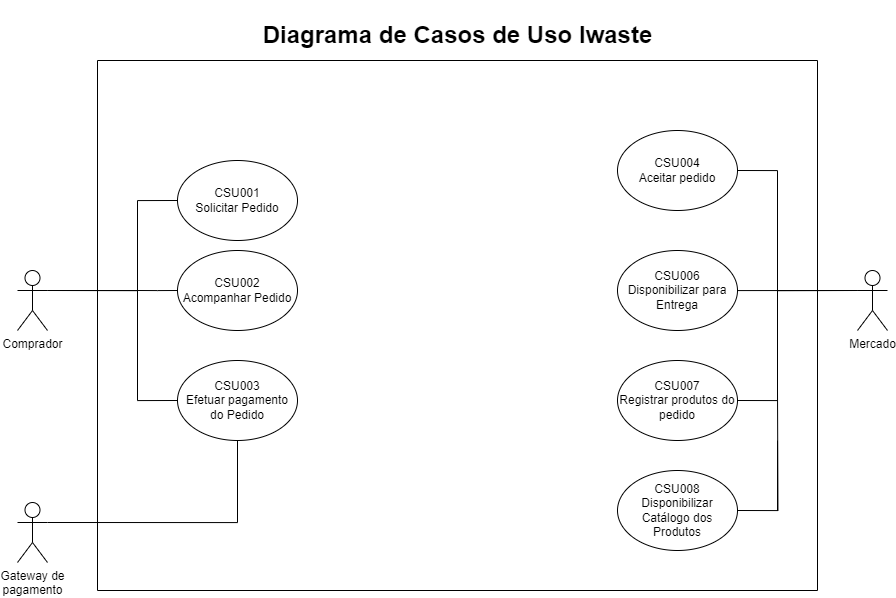 Diagrama de Casos de Uso Iwaste
CSU001
Solicitar Pedido
CSU002
Acompanhar Pedido
CSU003
Efetuar pagamento
do Pedido
Comprador
Gateway de
pagamento
CSU004
Aceitar pedido
CSU006
Disponibilizar para
Entrega
CSU007
Registrar produtos do
pedido
CSU008
Disponibilizar
Catálogo dos
Produtos
Mercado